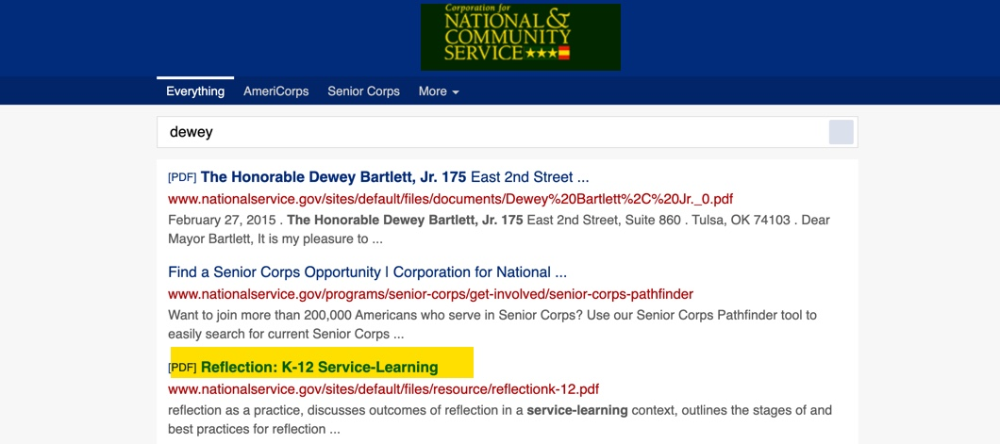 Corporation for
NATIONAL &
COMMUNITY
SERVICE
Everything AmeriCorps Senior Corps More
dewey
[PDF] The Honorable Dewey Bartlett, Jr. 175 East 2nd Street ...
www.nationalservice.gov/sites/default/files/documents/Dewey%20Bartlett%2C%20Jr._0.pdf
February 27, 2015 . The Honorable Dewey Bartlett, Jr. 175 East 2nd Street, Suite 860 . Tulsa, OK 74103 . Dear
Mayor Bartlett, It is my pleasure to ...
Find a Senior Corps Opportunity | Corporation for National ...
www.nationalservice.gov/programs/senior-corps/get-involved/senior-corps-pathfinder
Want to join more than 200,000 Americans who serve in Senior Corps? Use our Senior Corps Pathfinder tool to
easily search for current Senior Corps ...
[PDF] Reflection: K-12 Service-Learning
www.nationalservice.gov/sites/default/files/resource/reflectionk-12.pdf
reflection as a practice, discusses outcomes of reflection in a service-learning context, outlines the stages of and
best practices for reflection ...